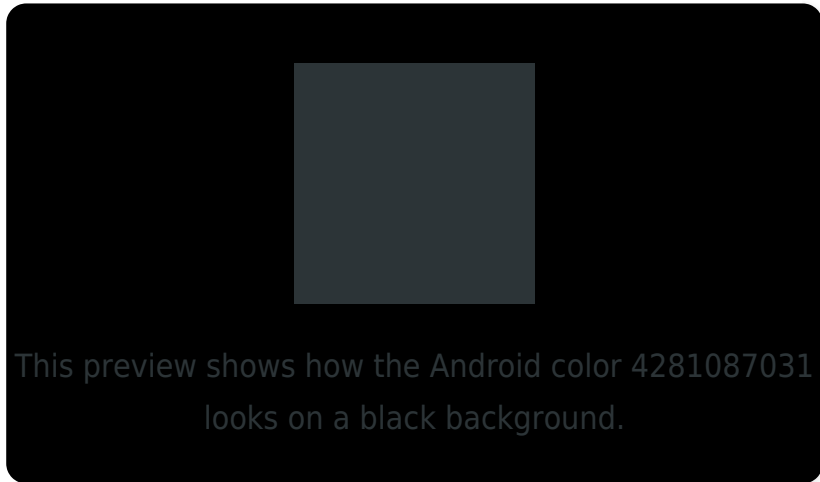 This preview shows how the Android color 4281087031
looks on a black background.